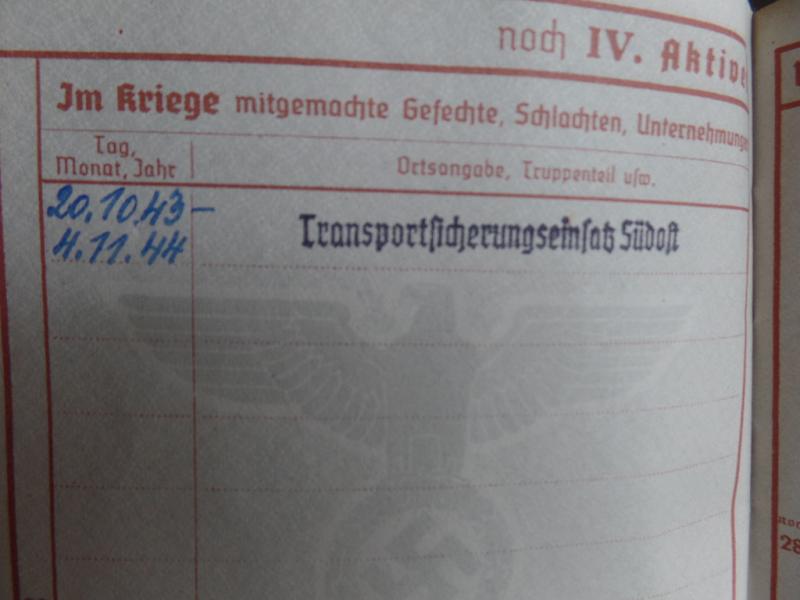 noch IV. Aktive
Im Kriege mitgemachte Gefechte, Schlachten, Unternehmung
Tag,
Monat, Jahr
Ortsangabe, Truppenteil usw.
20.10.43 –
4.11.44
Transportsicherungseinsatz Südost
28